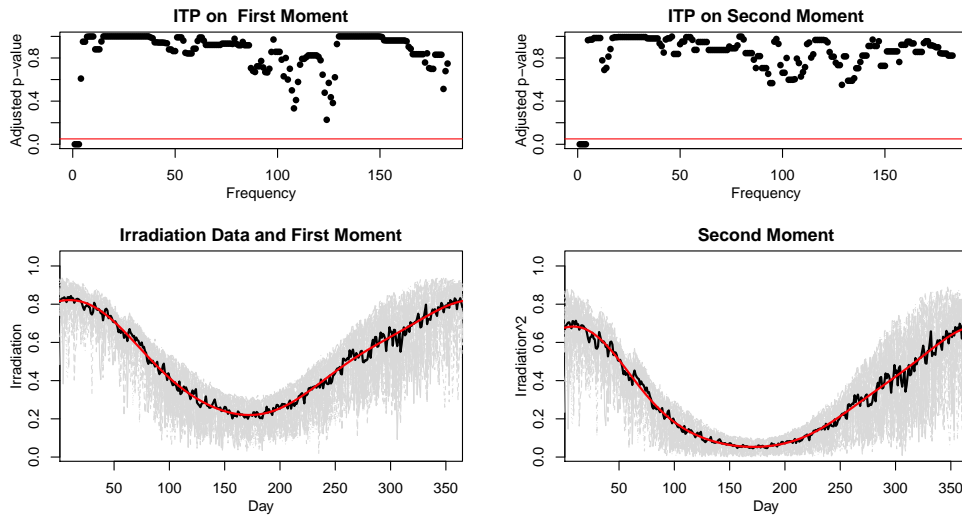 ITP on First Moment
Adjusted p-value
0.0 0.4 0.8
0 50 100 150
Frequency
ITP on Second Moment
Adjusted p-value
0.0 0.4 0.8
0 50 100 150
Frequency
Irradiation Data and First Moment
Irradiation
0.0 0.2 0.4 0.6 0.8 1.0
50 100 150 200 250 300 350
Day
Second Moment
Irradiation^2
0.0 0.2 0.4 0.6 0.8 1.0
0 50 100 150 200 250 300 350
Day